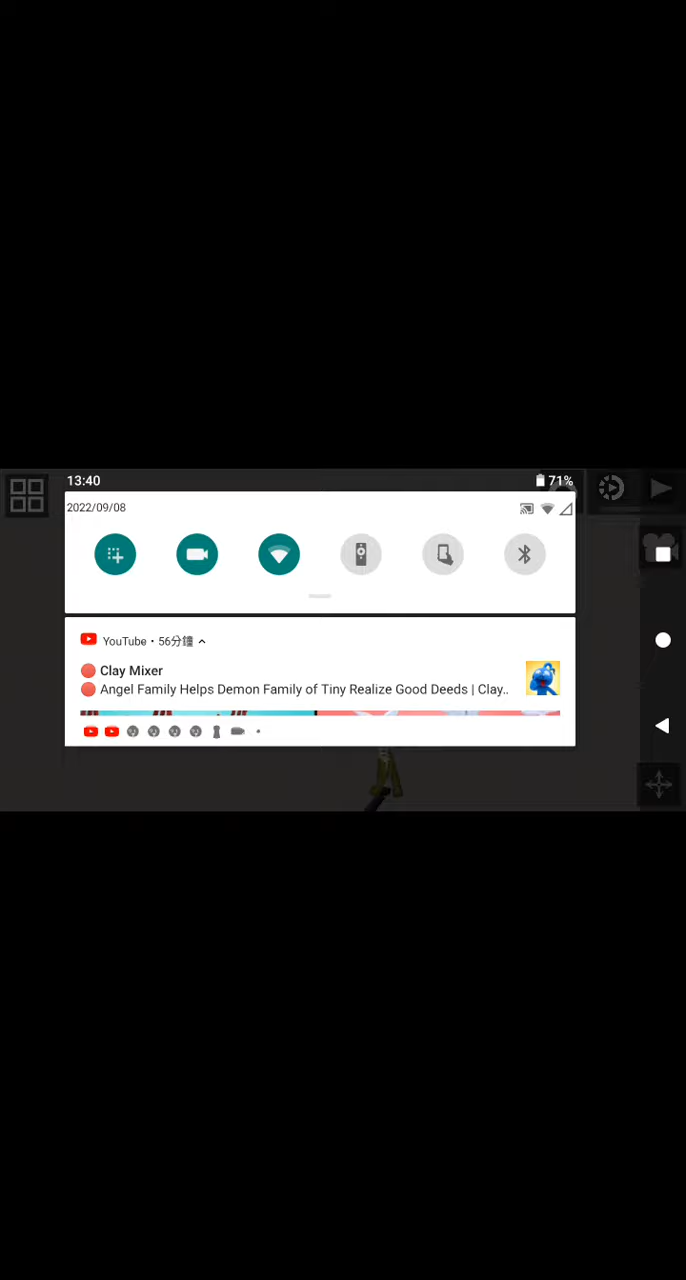 13:40
71%
2022/09/08
YouTube • 56分鐘
Clay Mixer
Angel Family Helps Demon Family of Tiny Realize Good Deeds | Clay..